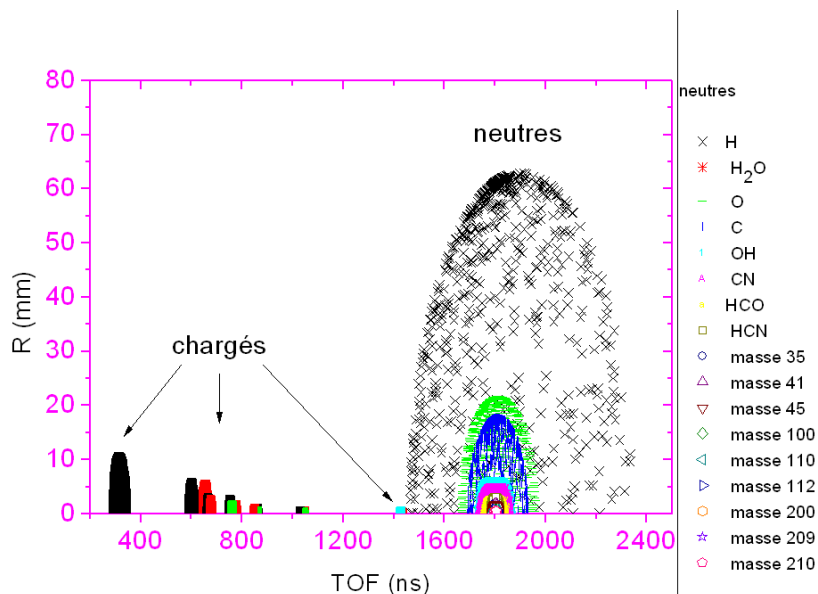 80
70
60
50
40
30
20
10
0
R (mm)
400
800
1200
1600
2000
2400
TOF (ns)
chargés
neutres
neutres
H
H2O
O
C
OH
CN
HCO
HCN
masse 35
masse 41
masse 45
masse 100
masse 110
masse 112
masse 200
masse 209
masse 210